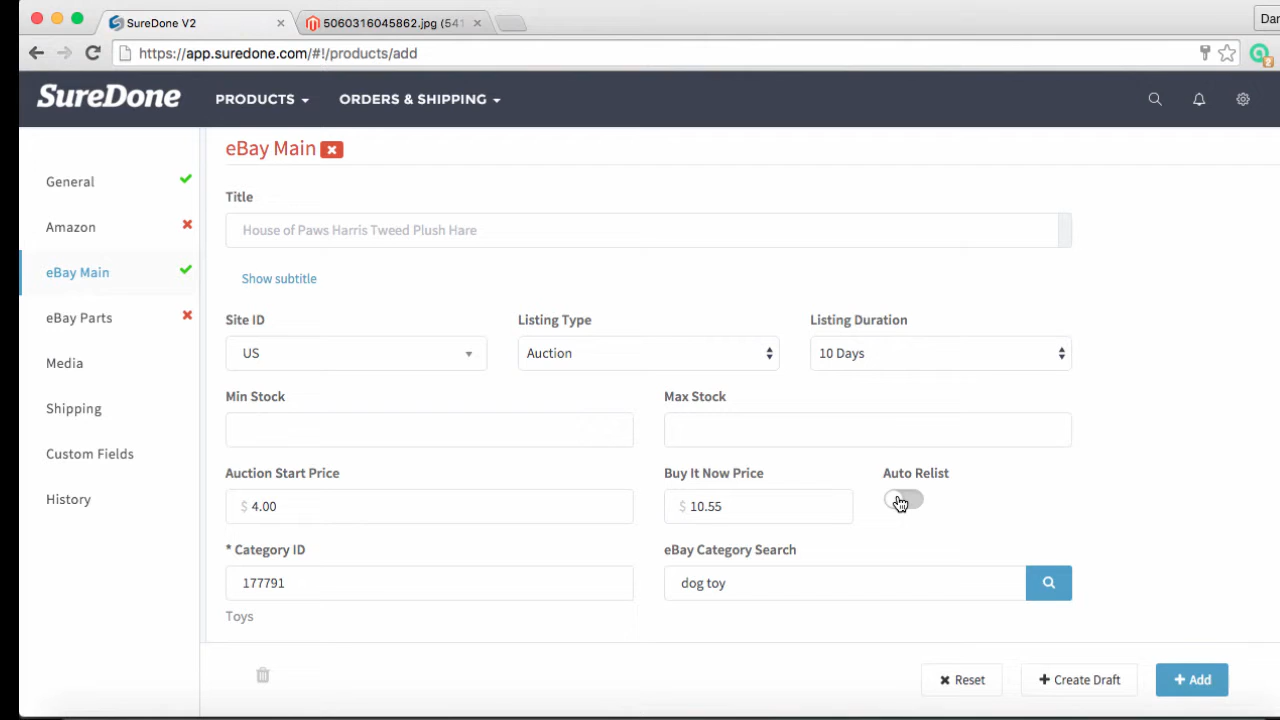 SureDone V2
5060316045862.jpg (541
Dan
https://app.suredone.com/#!/products/add
2
SureDone
PRODUCTS
ORDERS & SHIPPING
eBay Main
General
Amazon
eBay Main
eBay Parts
Media
Shipping
Custom Fields
History
Title
House of Paws Harris Tweed Plush Hare
Show subtitle
Site ID
Listing Type
Listing Duration
US
Auction
10 Days
Min Stock
Max Stock
Auction Start Price
Buy It Now Price
Auto Relist
$ 4.00
$ 10.55
* Category ID
eBay Category Search
177791
dog toy
Toys
Reset
Create Draft
Add